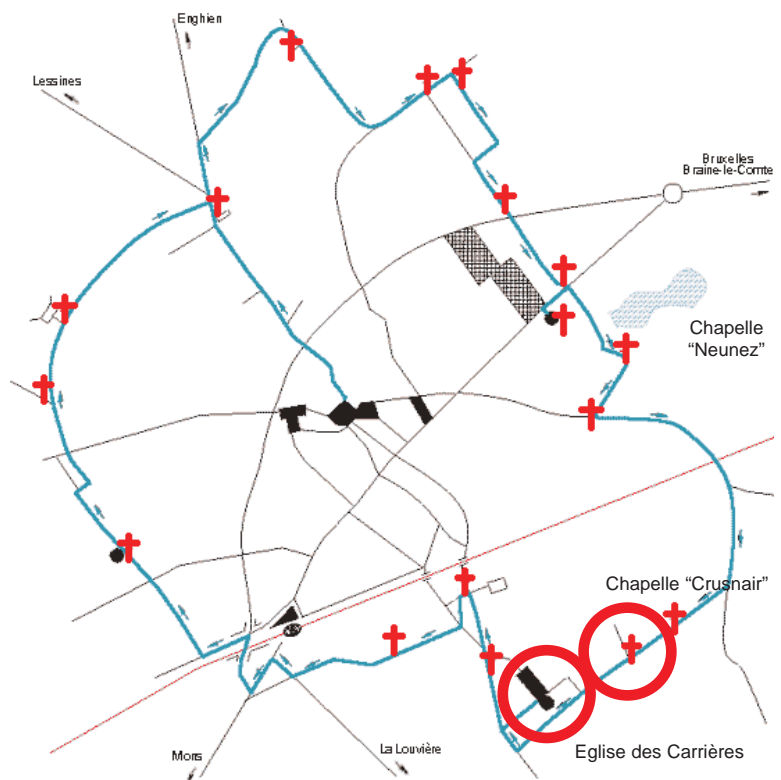 Enghien
Lessines
Bruxelles
Braine-le-Comte
Chapelle
“Neunez”
Chapelle “Crusnair”
Eglise des Carrières
La Louvière
Mons